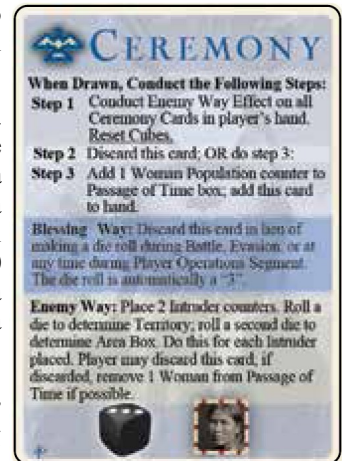 CEREMONY
When Drawn, Conduct the Following Steps:
Step 1 Conduct Enemy Way Effect on all
Ceremony Cards in player's hand.
Reset Cubes.
Step 2 Discard this card; OR do step 3:
Step 3 Add 1 Woman Population counter to
Passage of Time box; add this card
to hand.
Blessing Way: Discard this card in lieu of
making a die roll during Battle, Evasion, or at
any time during Player Operations Segment.
The die roll is automatically a "3".
Enemy Way: Place 2 Intruder counters. Roll a
die to determine Territory; roll a second die to
determine Area Box. Do this for each Intruder
placed. Player may discard this card; if
discarded, remove 1 Woman from Passage of
Time if possible.